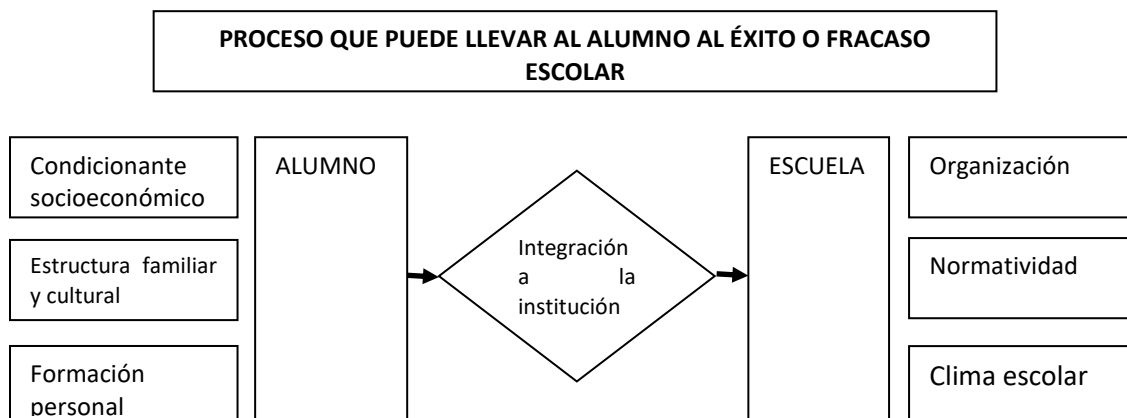 PROCESO QUE PUEDE LLEVAR AL ALUMNO AL ÉXITO O FRACASO
ESCOLAR
Condicionante
socioeconómico
Estructura familiar
y cultural
Formación
personal
ALUMNO
Integración
a la
institución
ESCUELA
Organización
Normatividad
Clima escolar